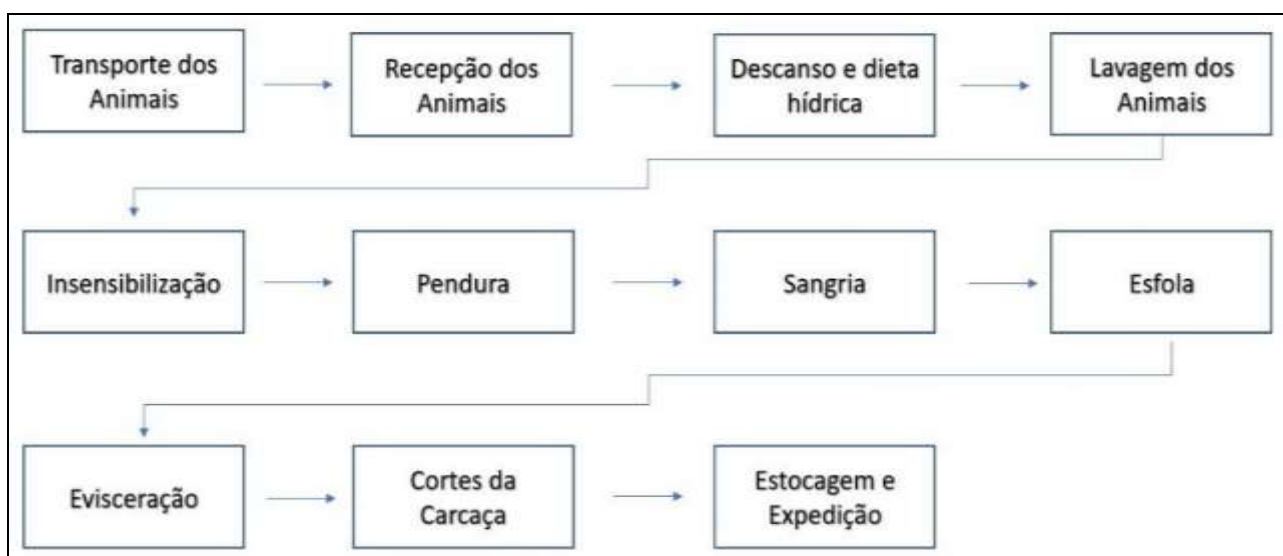 Transporte dos
Animais
Recepção dos
Animais
Descanso e dieta
hídrica
Lavagem dos
Animais
Insensibilização
Pendura
Sangria
Esfola
Evisceração
Cortes da
Carcaça
Estocagem e
Expedição